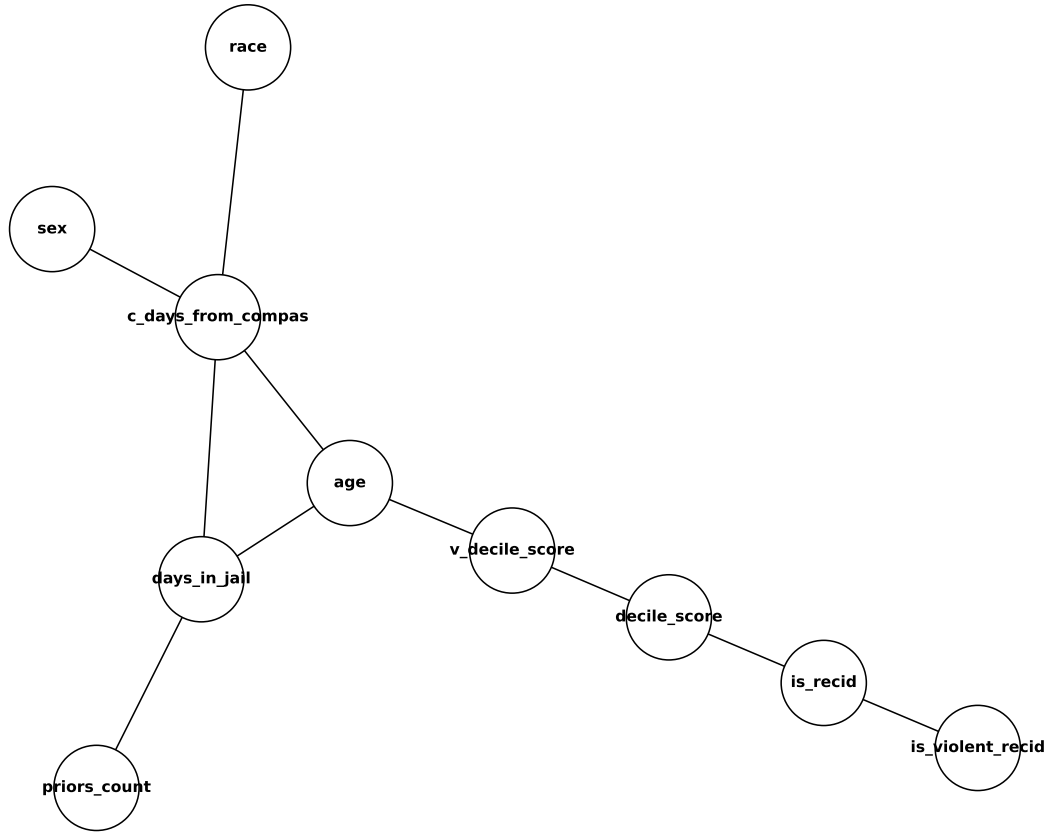 race
sex
c_days_from_compas
age
v_decile_score
days_in_jail
decile_score
is_recid
is_violent_recid
priors_count